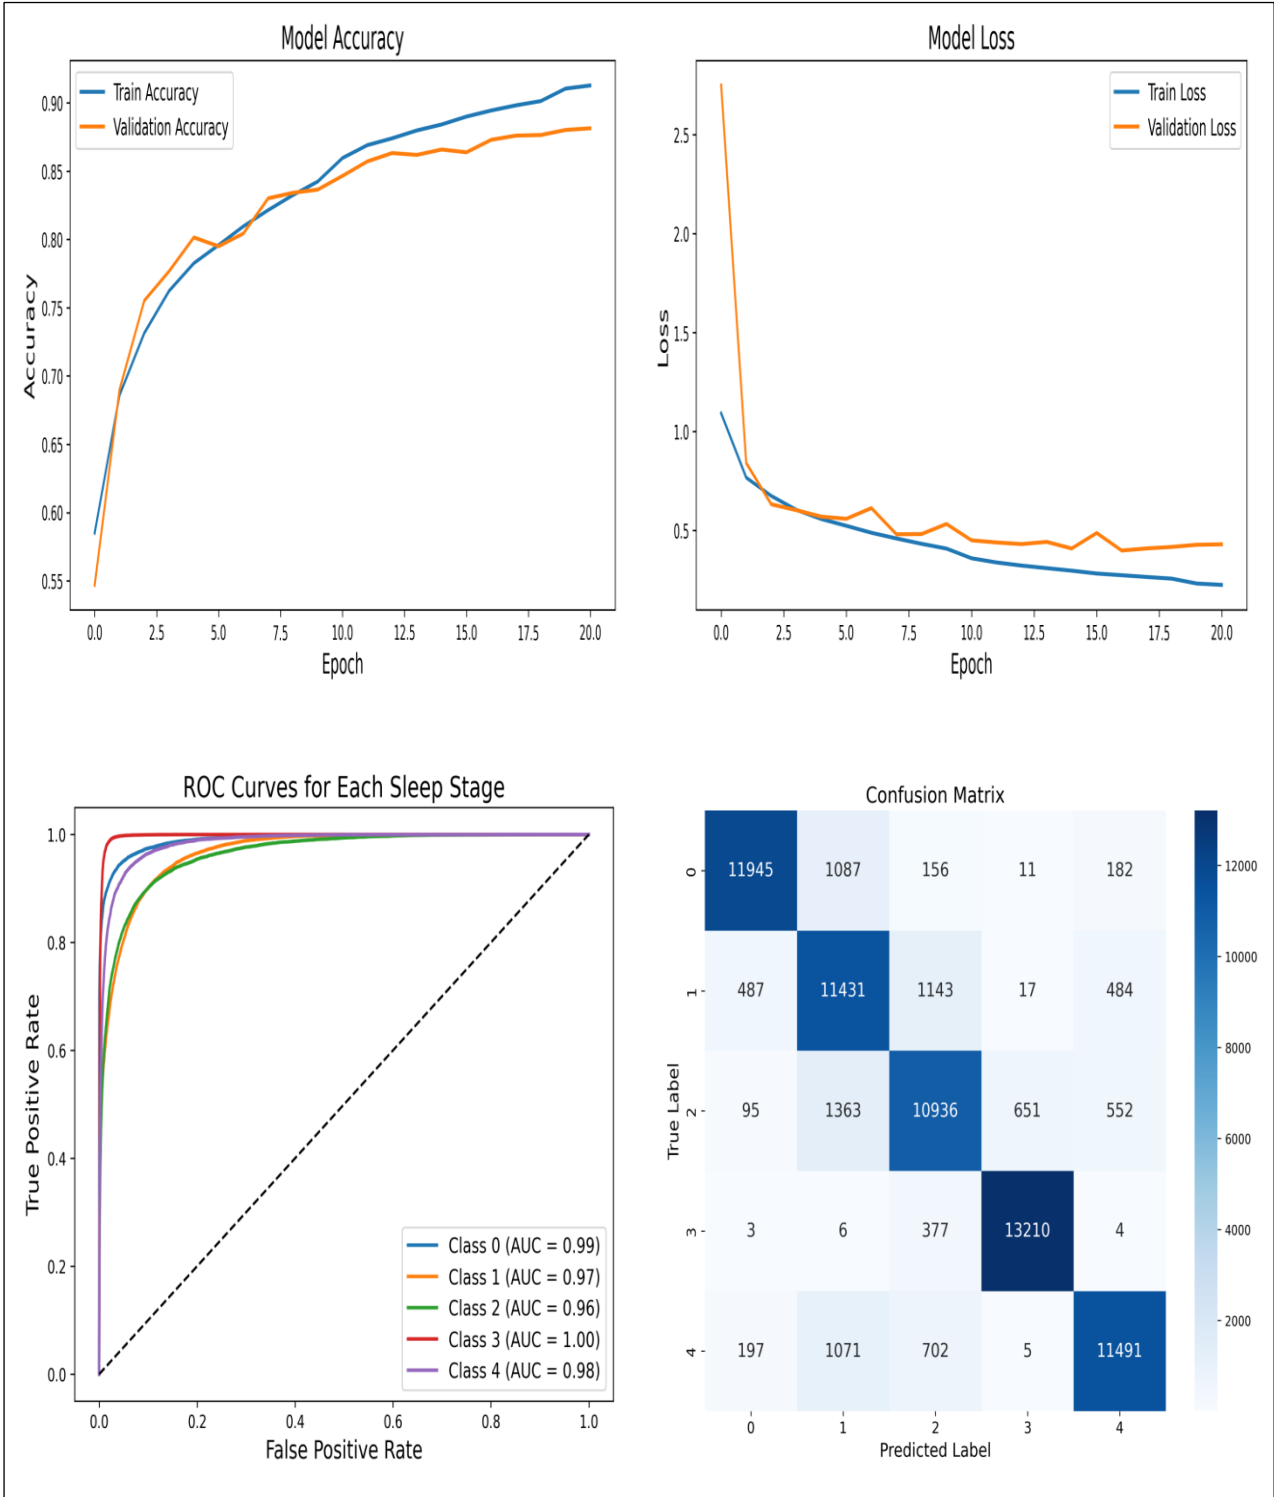 Model Accuracy
Train Accuracy
Validation Accuracy
0.90
0.85
0.80
0.75
0.70
0.65
0.60
0.55
Accuracy
0.0 2.5 5.0 7.5 10.0 12.5 15.0 17.5 20.0
Epoch
Model Loss
Train Loss
Validation Loss
2.5
2.0
1.5
1.0
0.5
Loss
0.0 2.5 5.0 7.5 10.0 12.5 15.0 17.5 20.0
Epoch
ROC Curves for Each Sleep Stage
1.0
0.8
0.6
0.4
0.2
0.0
True Positive Rate
Class 0 (AUC = 0.99)
Class 1 (AUC = 0.97)
Class 2 (AUC = 0.96)
Class 3 (AUC = 1.00)
Class 4 (AUC = 0.98)
0.0 0.2 0.4 0.6 0.8 1.0
False Positive Rate
Confusion Matrix
0 11945 1087 156 11 182
1 487 11431 1143 17 484
2 95 1363 10936 651 552
3 3 6 377 13210 4
4 197 1071 702 5 11491
True Label
0 1 2 3 4
Predicted Label
12000
10000
8000
6000
4000
2000